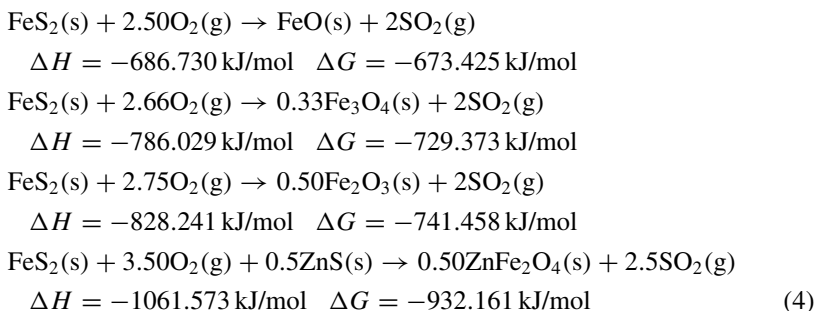 FeS₂(s) + 2.50O₂(g) → FeO(s) + 2SO₂(g)
ΔH = −686.730 kJ/mol ΔG = −673.425 kJ/mol
FeS₂(s) + 2.66O₂(g) → 0.33Fe₃O₄(s) + 2SO₂(g)
ΔH = −786.029 kJ/mol ΔG = −729.373 kJ/mol
FeS₂(s) + 2.75O₂(g) → 0.50Fe₂O₃(s) + 2SO₂(g)
ΔH = −828.241 kJ/mol ΔG = −741.458 kJ/mol
FeS₂(s) + 3.50O₂(g) + 0.5ZnS(s) → 0.50ZnFe₂O₄(s) + 2.5SO₂(g)
ΔH = −1061.573 kJ/mol ΔG = −932.161 kJ/mol (4)